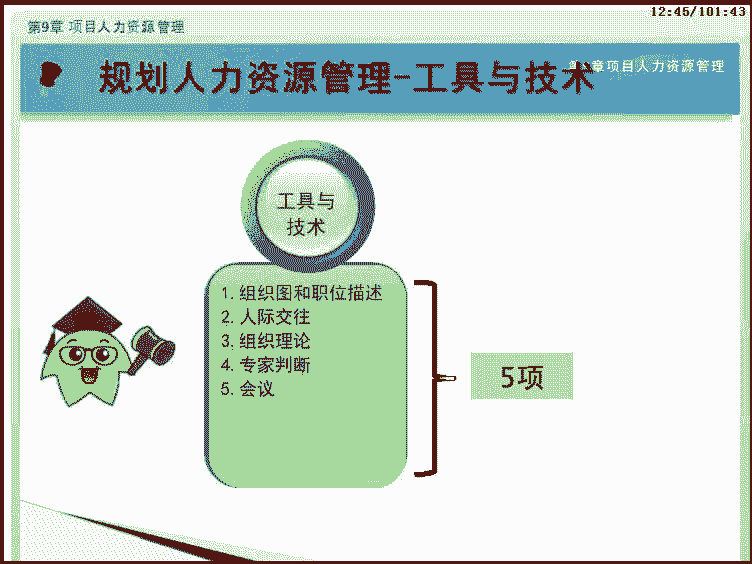 12:45/101:43
第9章 项目人力资源管理
第9章项目人力资源管理
规划人力资源管理-工具与技术
工具与
技术
1. 组织图和职位描述
2. 人际交往
3. 组织理论
4. 专家判断
5. 会议
5项